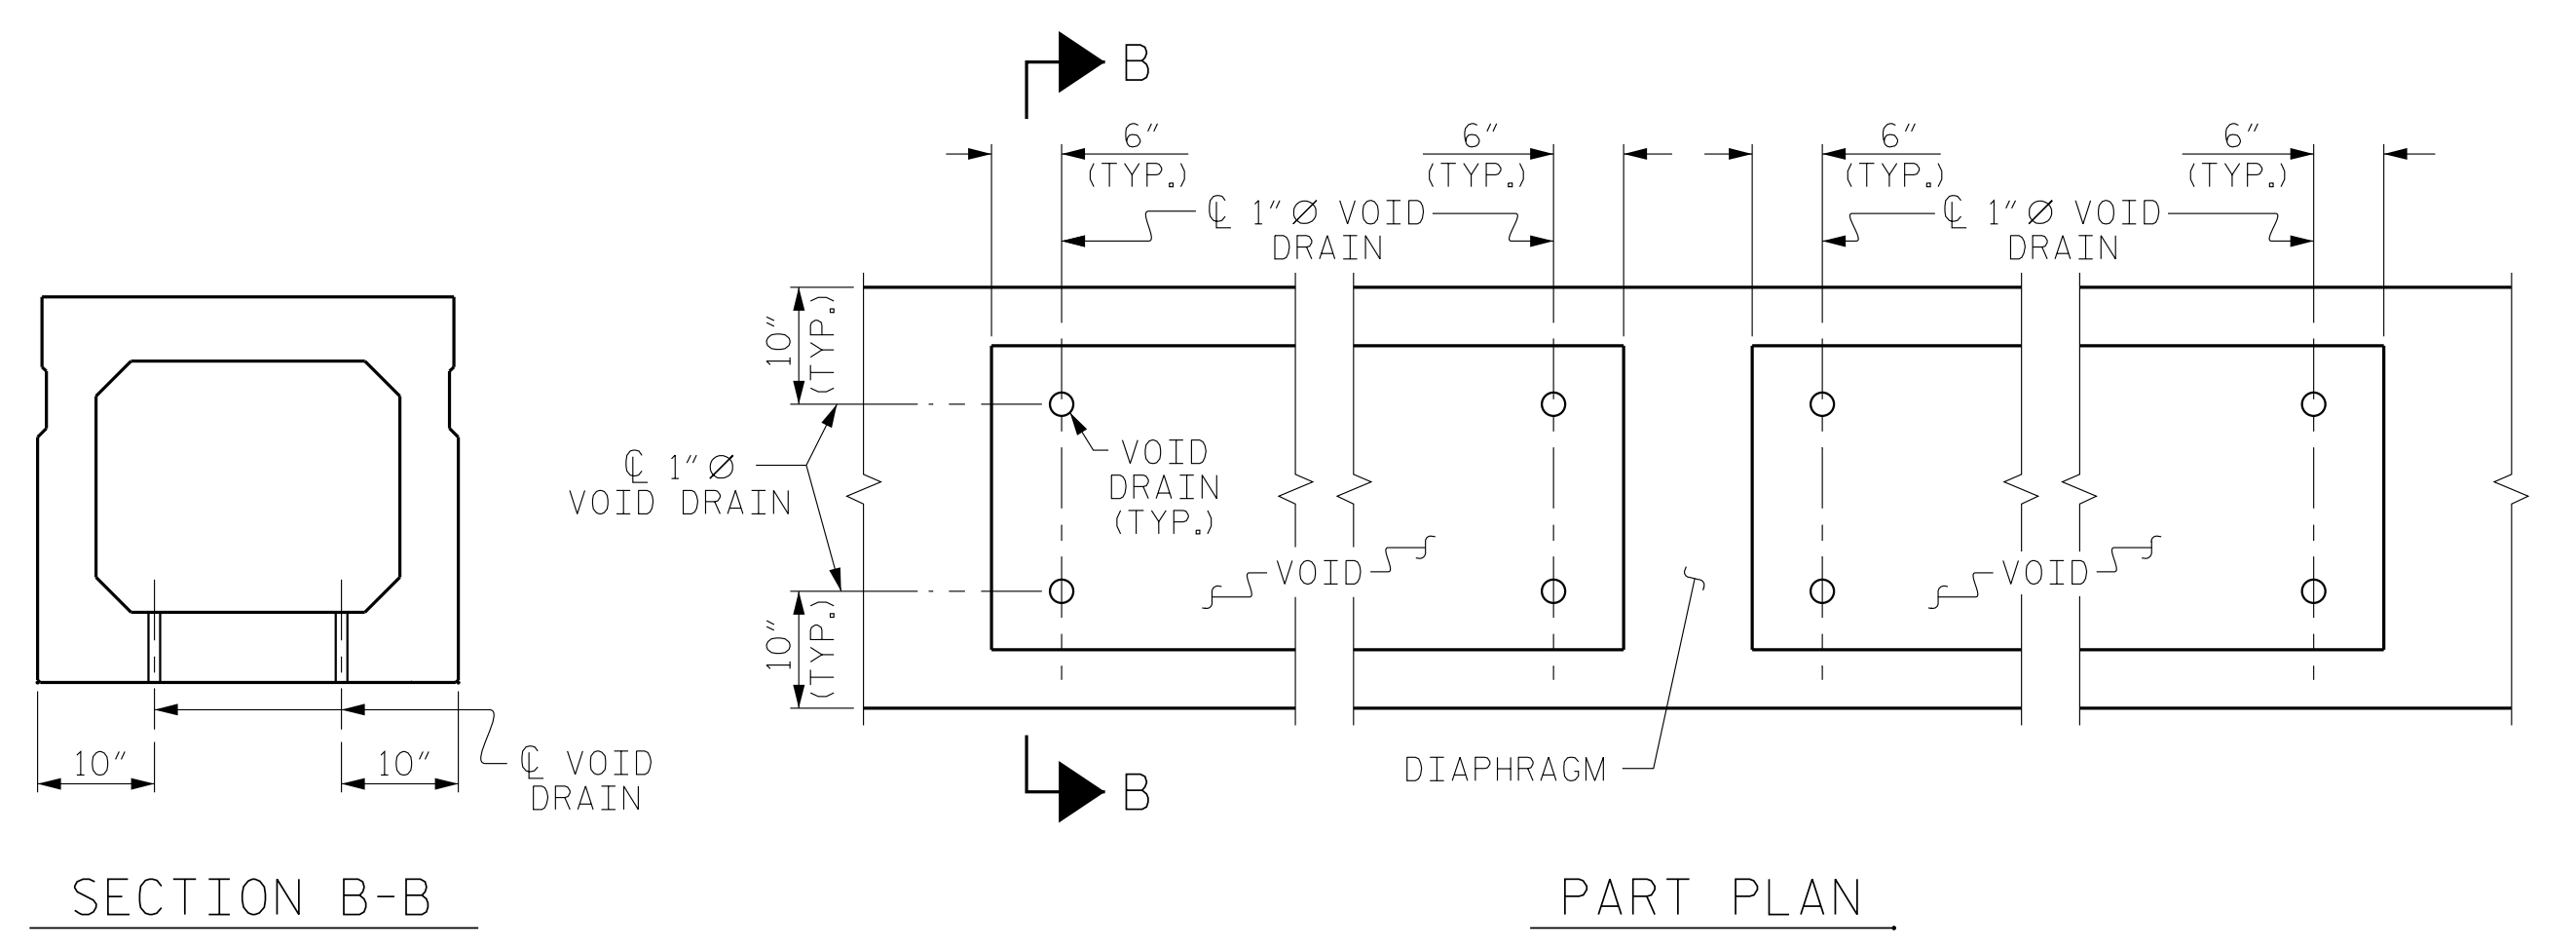 B
6″ 6″ 6″ 6″
(TYP.) (TYP.) (TYP.) (TYP.)
℄ 1″Ø VOID
DRAIN
℄ 1″Ø VOID
DRAIN
10″
(TYP.)
℄ 1″Ø
VOID DRAIN
VOID
DRAIN
(TYP.)
VOID
VOID
10″
(TYP.)
10″
10″
℄ VOID
DRAIN
DIAPHRAGM
B
SECTION B-B
PART PLAN